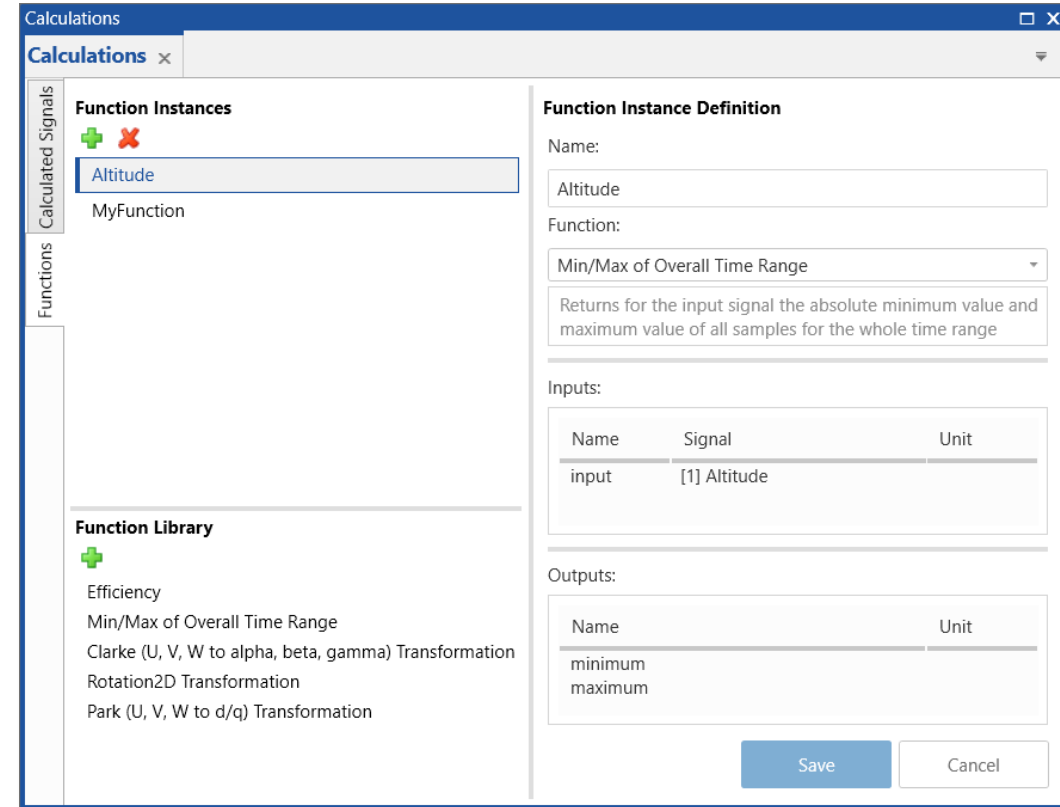 Calculations
Calculations
Calculated Signals
Functions
Function Instances
Altitude
MyFunction
Function Library
Efficiency
Min/Max of Overall Time Range
Clarke (U, V, W to alpha, beta, gamma) Transformation
Rotation2D Transformation
Park (U, V, W to d/q) Transformation
Function Instance Definition
Name:
Altitude
Function:
Min/Max of Overall Time Range
Returns for the input signal the absolute minimum value and
maximum value of all samples for the whole time range
Inputs:
Name Signal Unit
input [1] Altitude
Outputs:
Name Unit
minimum
maximum
Save Cancel